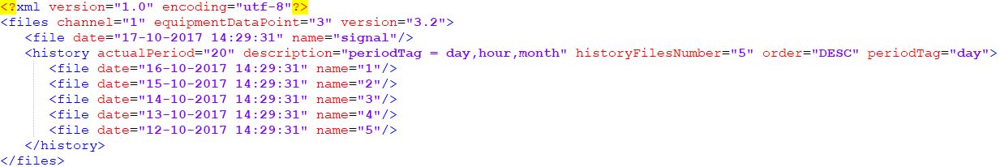 <?xml version="1.0" encoding="utf-8"?>
<files channel="1" equipmentDataPoint="3" version="3.2">
<file date="17-10-2017 14:29:31" name="signal"/>
<history actualPeriod="20" description="periodTag = day,hour,month" historyFilesNumber="5" order="DESC" periodTag="day">
<file date="16-10-2017 14:29:31" name="1"/>
<file date="15-10-2017 14:29:31" name="2"/>
<file date="14-10-2017 14:29:31" name="3"/>
<file date="13-10-2017 14:29:31" name="4"/>
<file date="12-10-2017 14:29:31" name="5"/>
</history>
</files>